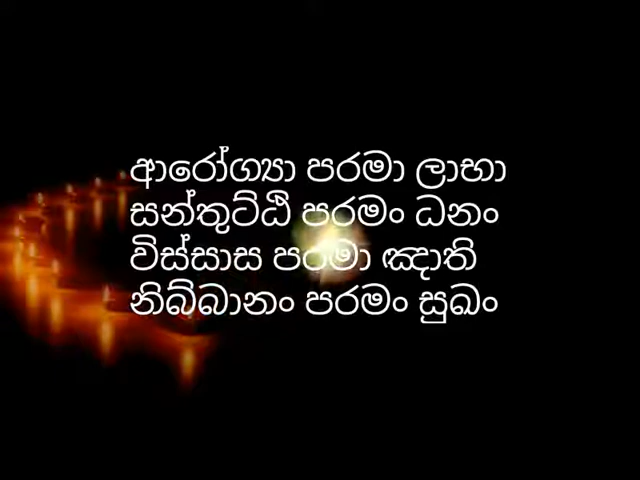 ආරෝග්‍යා පරමා ලාභා
සන්තුට්ඨි පරමං ධනං
විස්සාස පරමා ඤාති
නිබ්බානං පරමං සුඛං